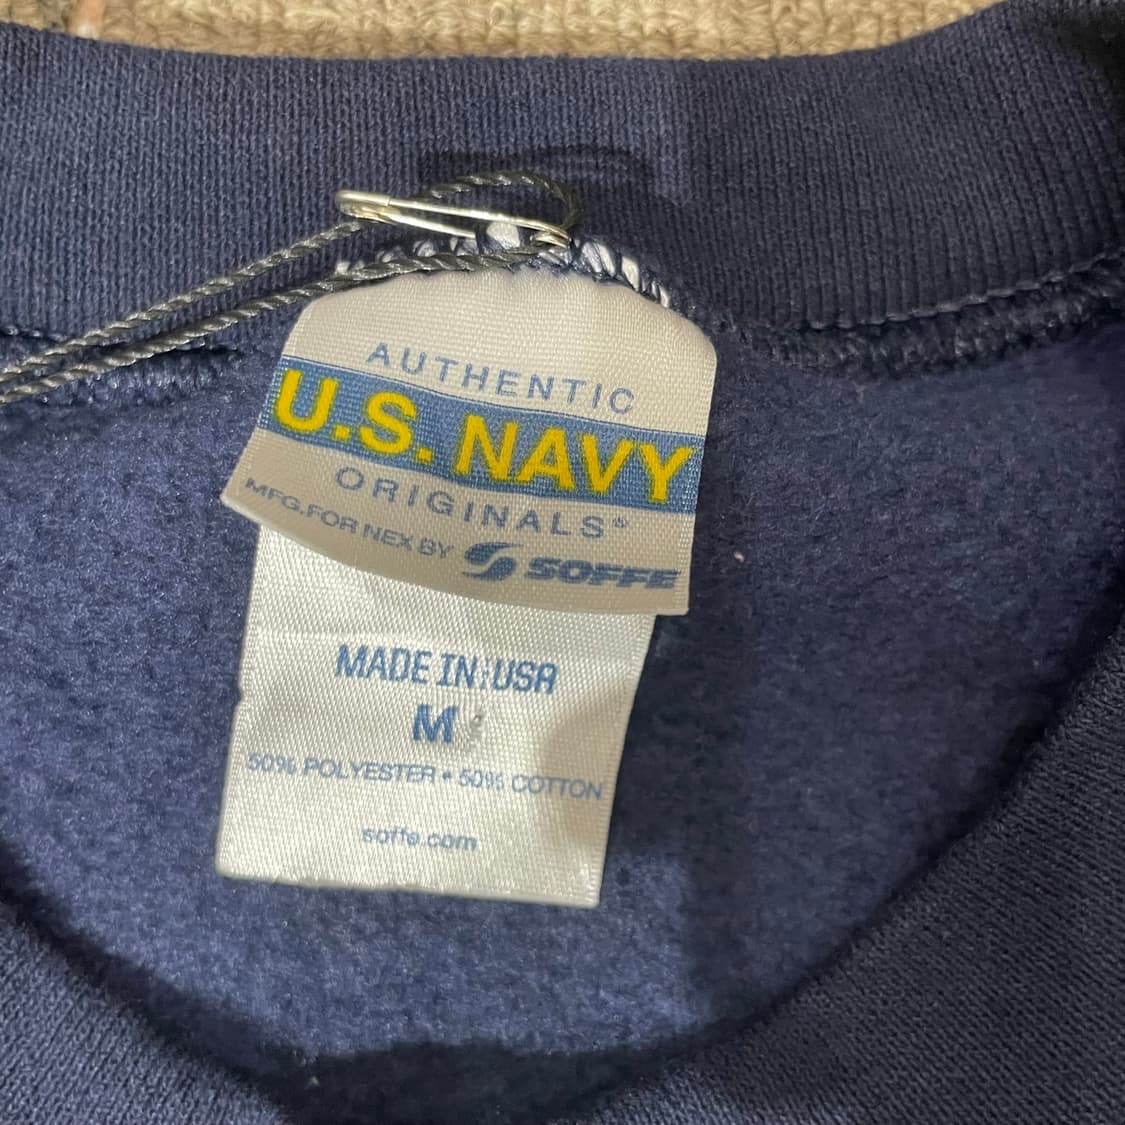 AUTHENTIC
U.S. NAVY
ORIGINALS®
MFG. FOR NEX BY SOFFE
MADE IN USA
M
50% POLYESTER • 50% COTTON
soffe.com